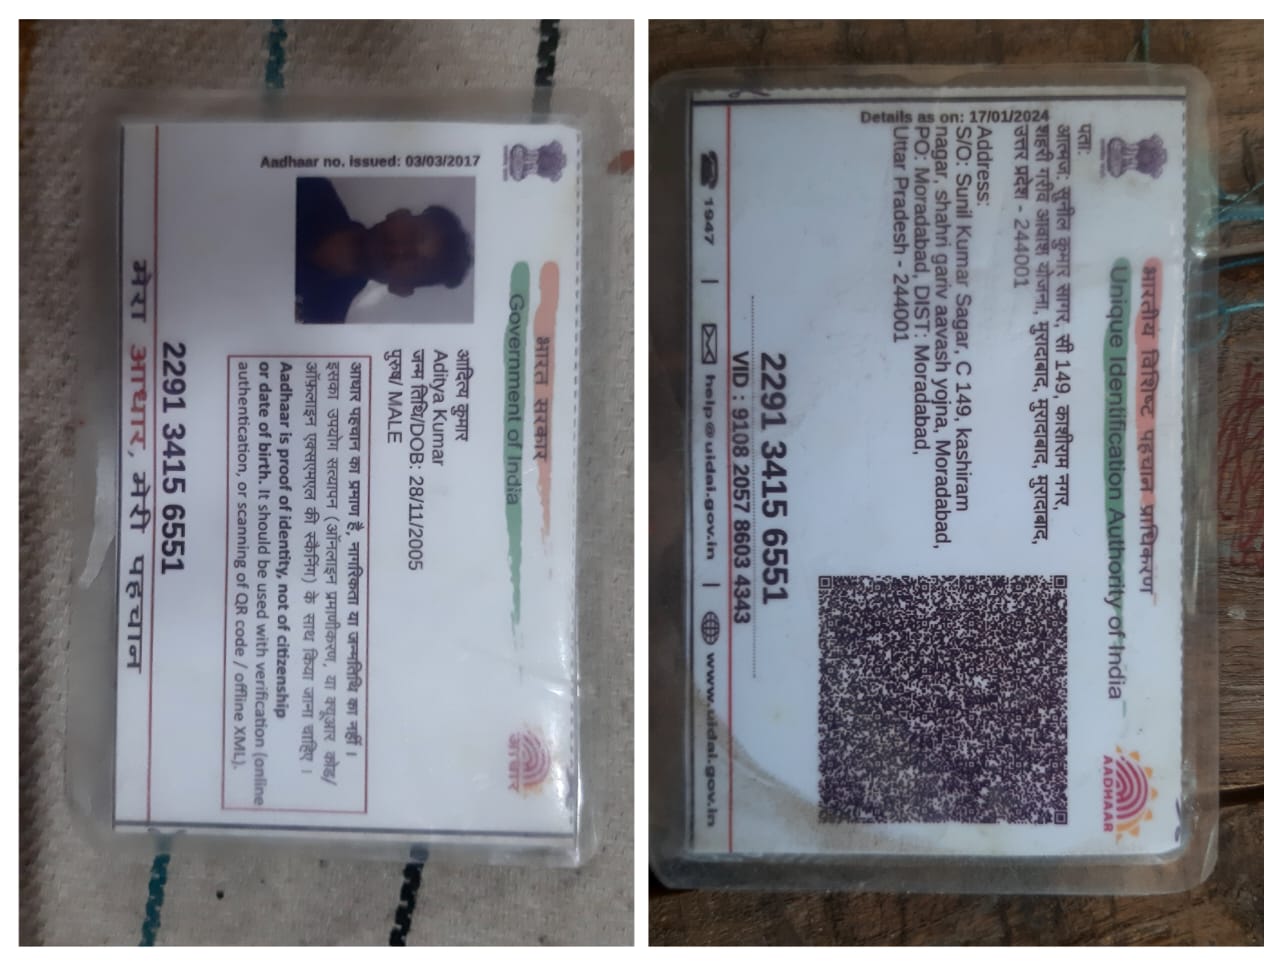 भारत सरकार
Government of India
Aadhaar no. issued: 03/03/2017
आदित्य कुमार
Aditya Kumar
जन्म तिथि/DOB: 28/11/2005
पुरुष/ MALE
आधार पहचान का प्रमाण है, नागरिकता या जन्मतिथि का नहीं ।
इसका उपयोग सत्यापन (ऑनलाइन प्रमाणीकरण, या क्यूआर कोड/
ऑफ़लाइन एक्सएमएल की स्कैनिंग) के साथ किया जाना चाहिए ।
Aadhaar is proof of identity, not of citizenship
or date of birth. It should be used with verification (online
authentication, or scanning of QR code / offline XML).
आधार
2291 3415 6551
मेरा आधार, मेरी पहचान
भारतीय विशिष्ट पहचान प्राधिकरण
Unique Identification Authority of India
AADHAAR
Details as on: 17/01/2024
पता:
आत्मज: सुनील कुमार सागर, सी 149, काशीराम नगर,
शहरी गरीव आवाश योजना, मुरादाबाद, मुरादाबाद, मुरादाबाद,
उत्तर प्रदेश - 244001
Address:
S/O: Sunil Kumar Sagar, C 149, kashiram
nagar, shahri gariv aavash yojna, Moradabad,
PO: Moradabad, DIST: Moradabad,
Uttar Pradesh - 244001
2291 3415 6551
VID : 9108 2057 8603 4343
1947 | help@uidai.gov.in | www.uidai.gov.in